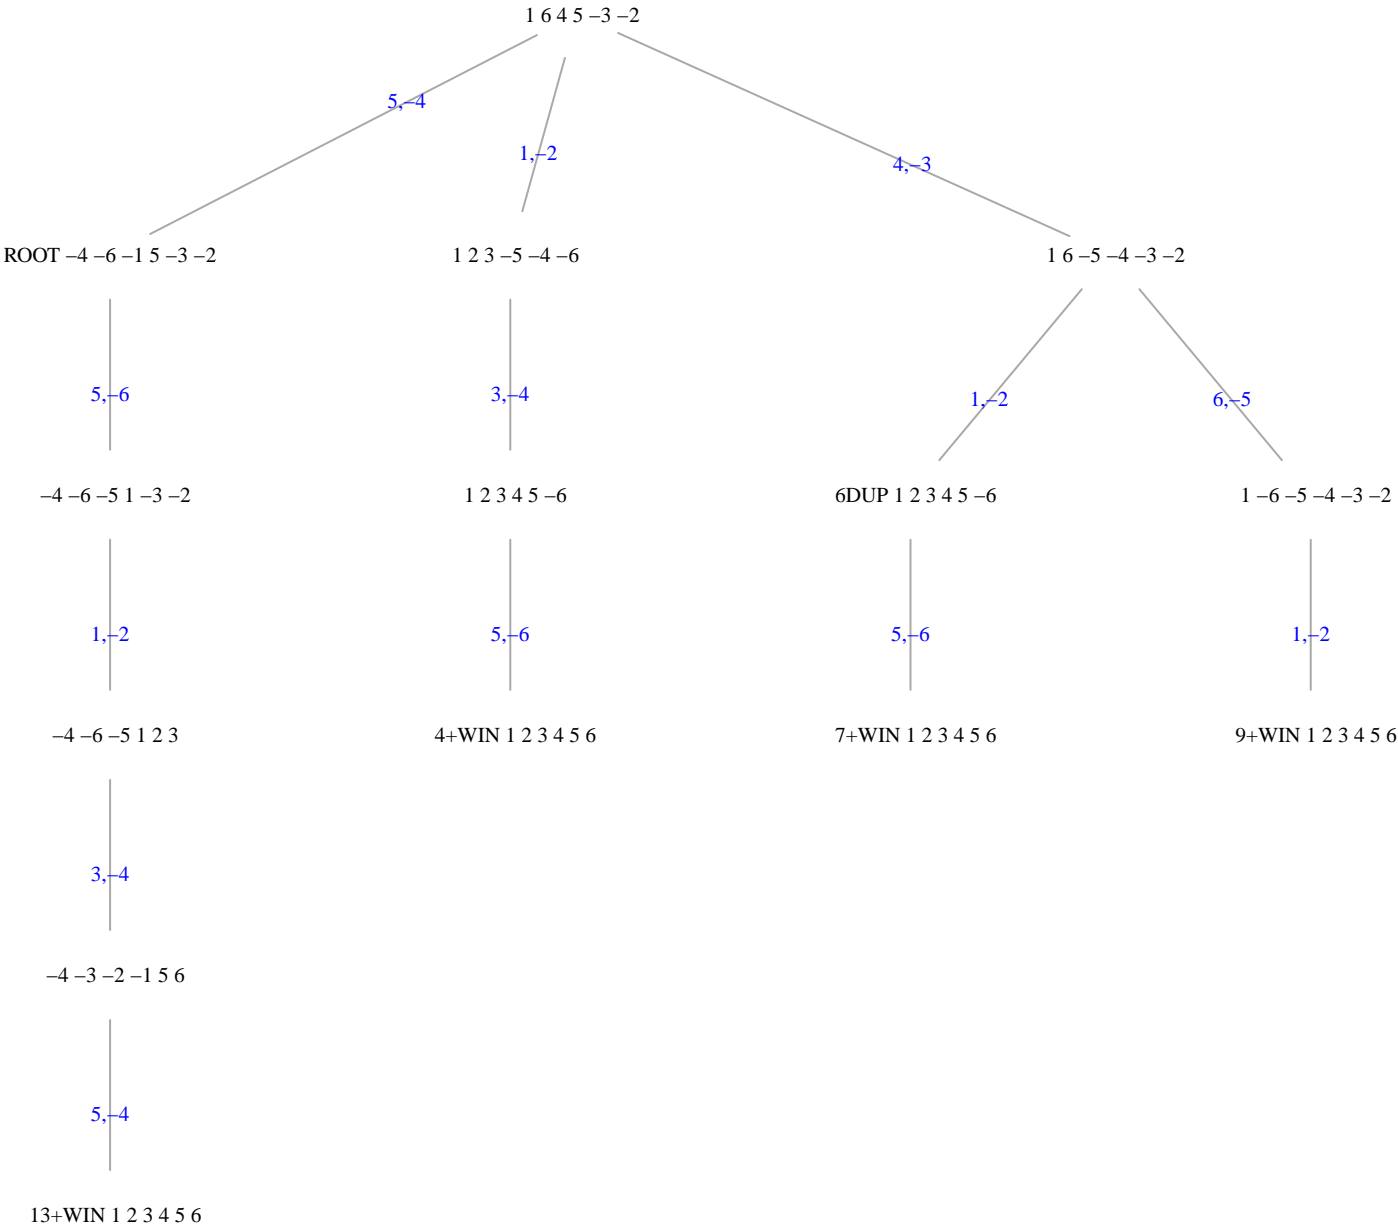 1 6 4 5 –3 –2
5,–4
1,–2
4,–3
ROOT –4 –6 –1 5 –3 –2
1 2 3 –5 –4 –6
1 6 –5 –4 –3 –2
5,–6
3,–4
1,–2
6,–5
–4 –6 –5 1 –3 –2
1 2 3 4 5 –6
6DUP 1 2 3 4 5 –6
1 –6 –5 –4 –3 –2
1,–2
5,–6
5,–6
1,–2
–4 –6 –5 1 2 3
4+WIN 1 2 3 4 5 6
7+WIN 1 2 3 4 5 6
9+WIN 1 2 3 4 5 6
3,–4
–4 –3 –2 –1 5 6
5,–4
13+WIN 1 2 3 4 5 6